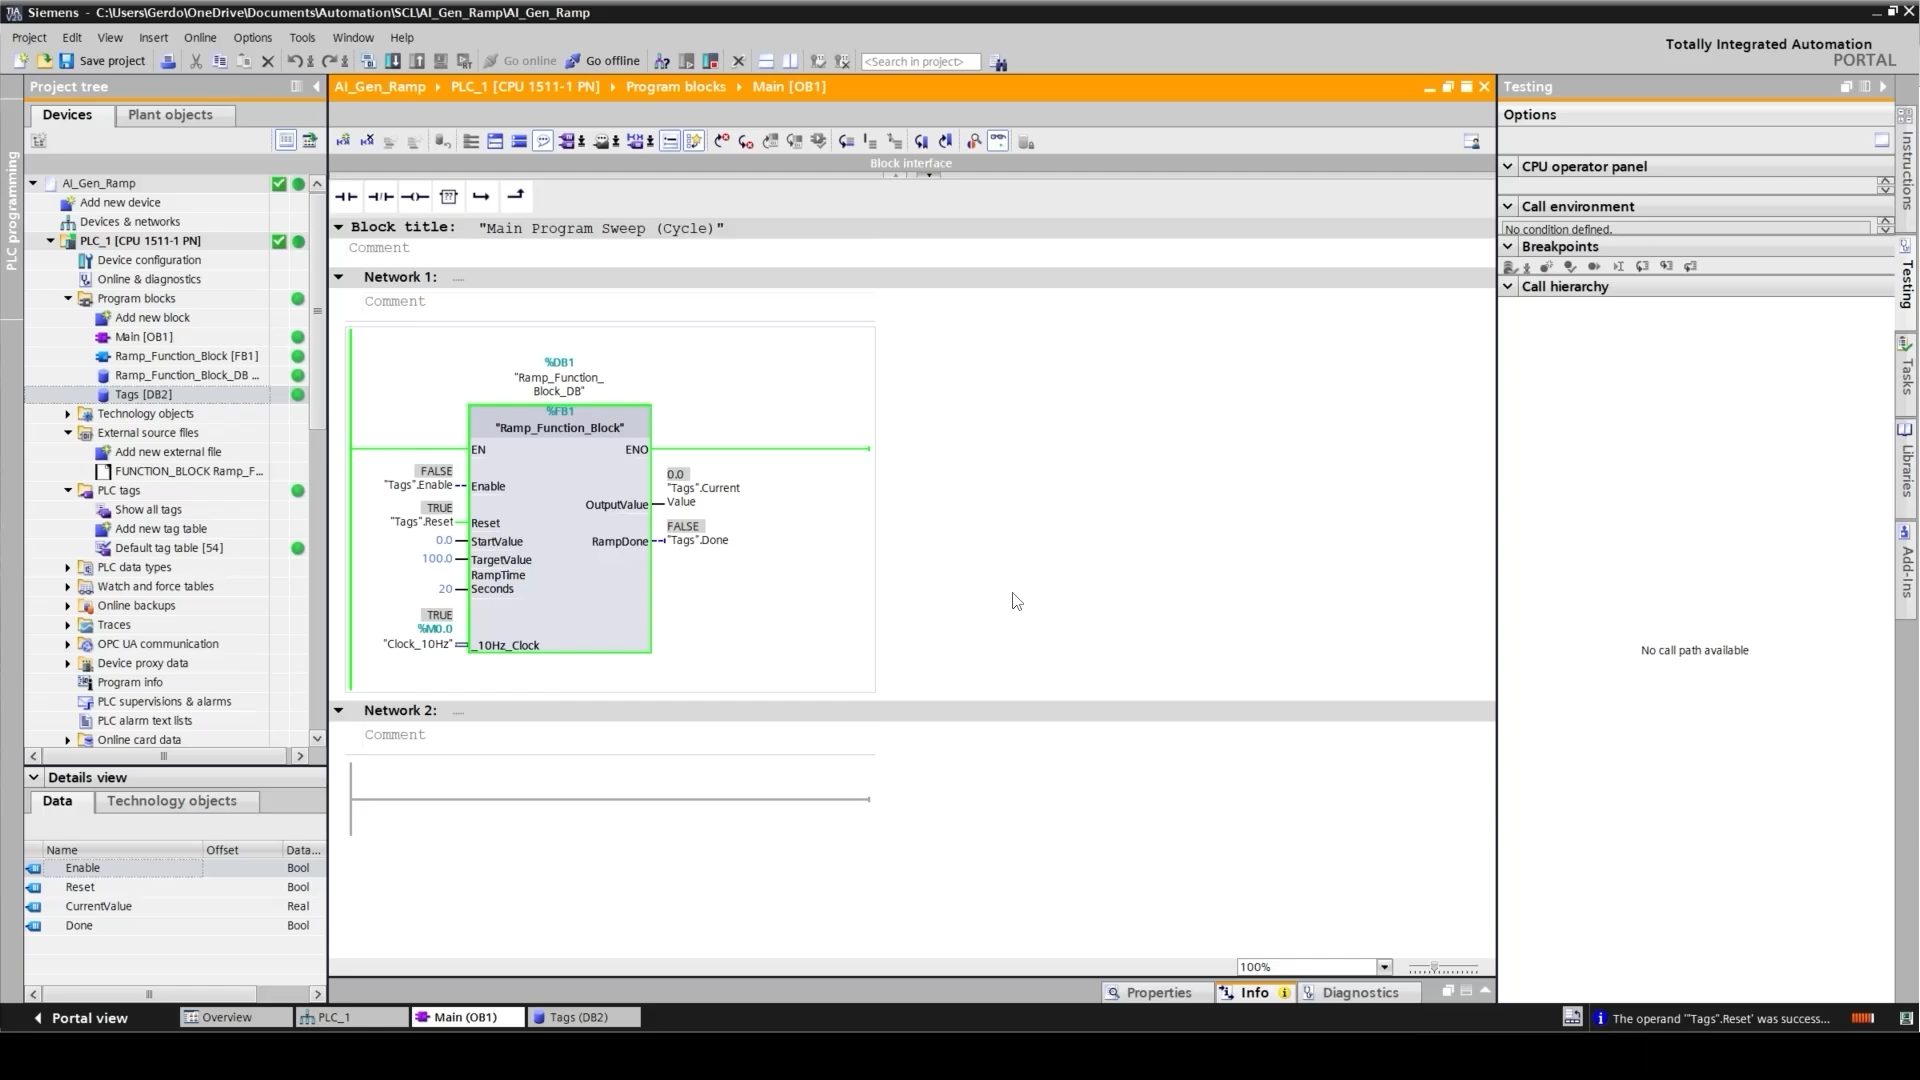 Siemens - C:\Users\Gerdo\OneDrive\Documents\Automation\SCL\AI_Gen_Ramp\AI_Gen_Ramp
Project Edit View Insert Online Options Tools Window Help
Totally Integrated Automation
PORTAL
Save project
Go online
Go offline
<Search in project>
Project tree
AI_Gen_Ramp
PLC_1 [CPU 1511-1 PN]
Program blocks
Main [OB1]
Testing
Devices
Plant objects
Options
PLC programming
Block interface
AI_Gen_Ramp
Add new device
Devices & networks
PLC_1 [CPU 1511-1 PN]
Device configuration
Online & diagnostics
Program blocks
Add new block
Main [OB1]
Ramp_Function_Block [FB1]
Ramp_Function_Block_DB ...
Tags [DB2]
Technology objects
External source files
Add new external file
FUNCTION_BLOCK Ramp_F...
PLC tags
Show all tags
Add new tag table
Default tag table [54]
PLC data types
Watch and force tables
Online backups
Traces
OPC UA communication
Device proxy data
Program info
PLC supervisions & alarms
PLC alarm text lists
Online card data
Details view
Data
Technology objects
Name Offset Data...
Enable Bool
Reset Bool
CurrentValue Real
Done Bool
??
Block title: "Main Program Sweep (Cycle)"
Comment
Network 1: .....
Comment
%DB1
"Ramp_Function_
Block_DB"
%FB1
"Ramp_Function_Block"
EN ENO
FALSE
"Tags".Enable Enable
TRUE
"Tags".Reset Reset
0.0 StartValue
100.0 TargetValue
RampTime
20 Seconds
TRUE
%M0.0
"Clock_10Hz" _10Hz_Clock
0.0
"Tags".Current
OutputValue Value
FALSE
RampDone "Tags".Done
Network 2: .....
Comment
100%
Properties
Info
Diagnostics
CPU operator panel
Call environment
No condition defined.
Breakpoints
Call hierarchy
No call path available
Instructions
Testing
Tasks
Libraries
Add-Ins
Portal view
Overview
PLC_1
Main (OB1)
Tags (DB2)
The operand '"Tags".Reset' was success...